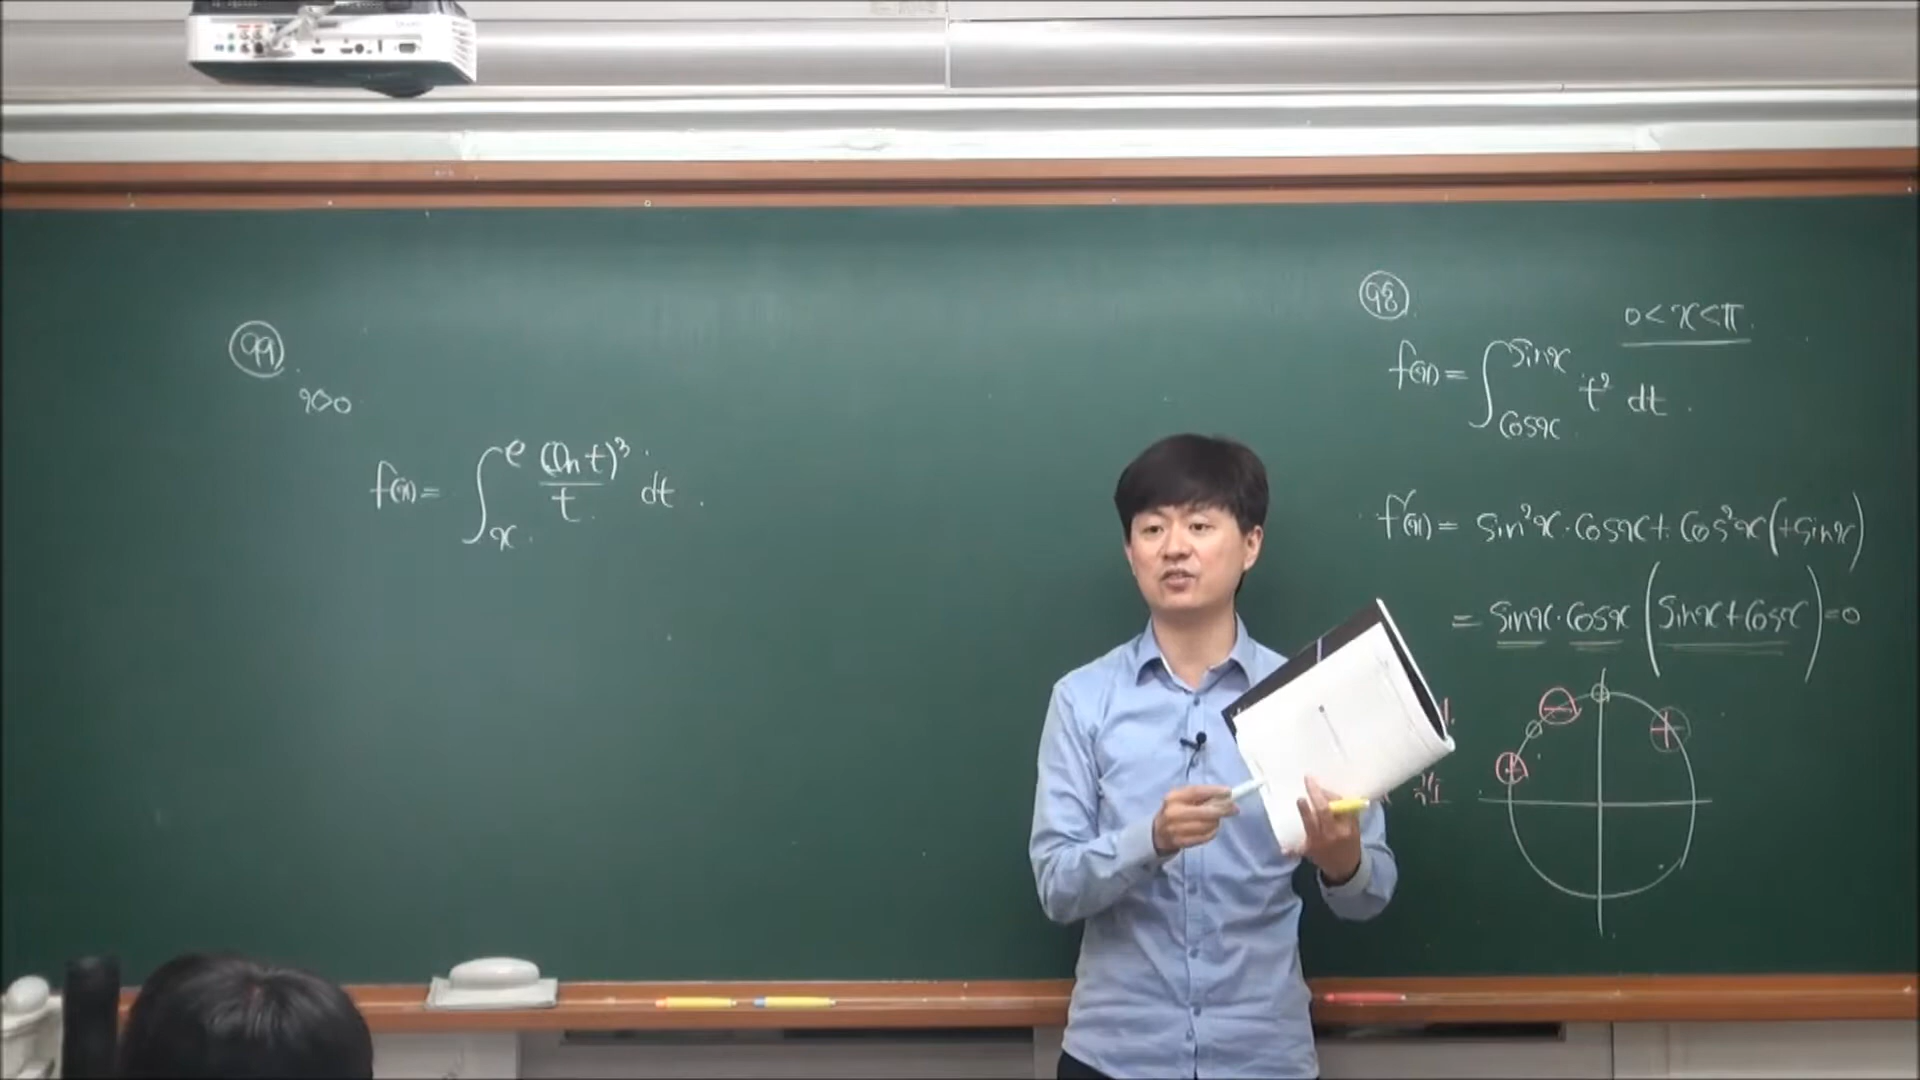 99
x>0
f(x) = ∫_x^e (ln t)³/t dt .
98
0 < x < π .
f(x) = ∫_cosx^sinx t² dt .
f'(x) = sin²x · cosx + cos²x (+sinx)
= sinx · cosx (sinx + cosx) = 0
− +
+